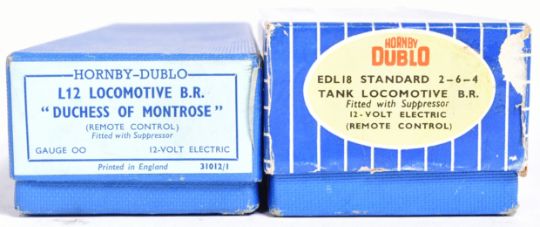 HORNBY-DUBLO
L12 LOCOMOTIVE B.R.
"DUCHESS OF MONTROSE"
(REMOTE CONTROL)
Fitted with Suppressor
GAUGE OO 12-VOLT ELECTRIC
Printed in England 31012/1
HORNBY
DUBLO
EDL18 STANDARD 2-6-4
TANK LOCOMOTIVE B.R.
Fitted with Suppressor
12-VOLT ELECTRIC
(REMOTE CONTROL)